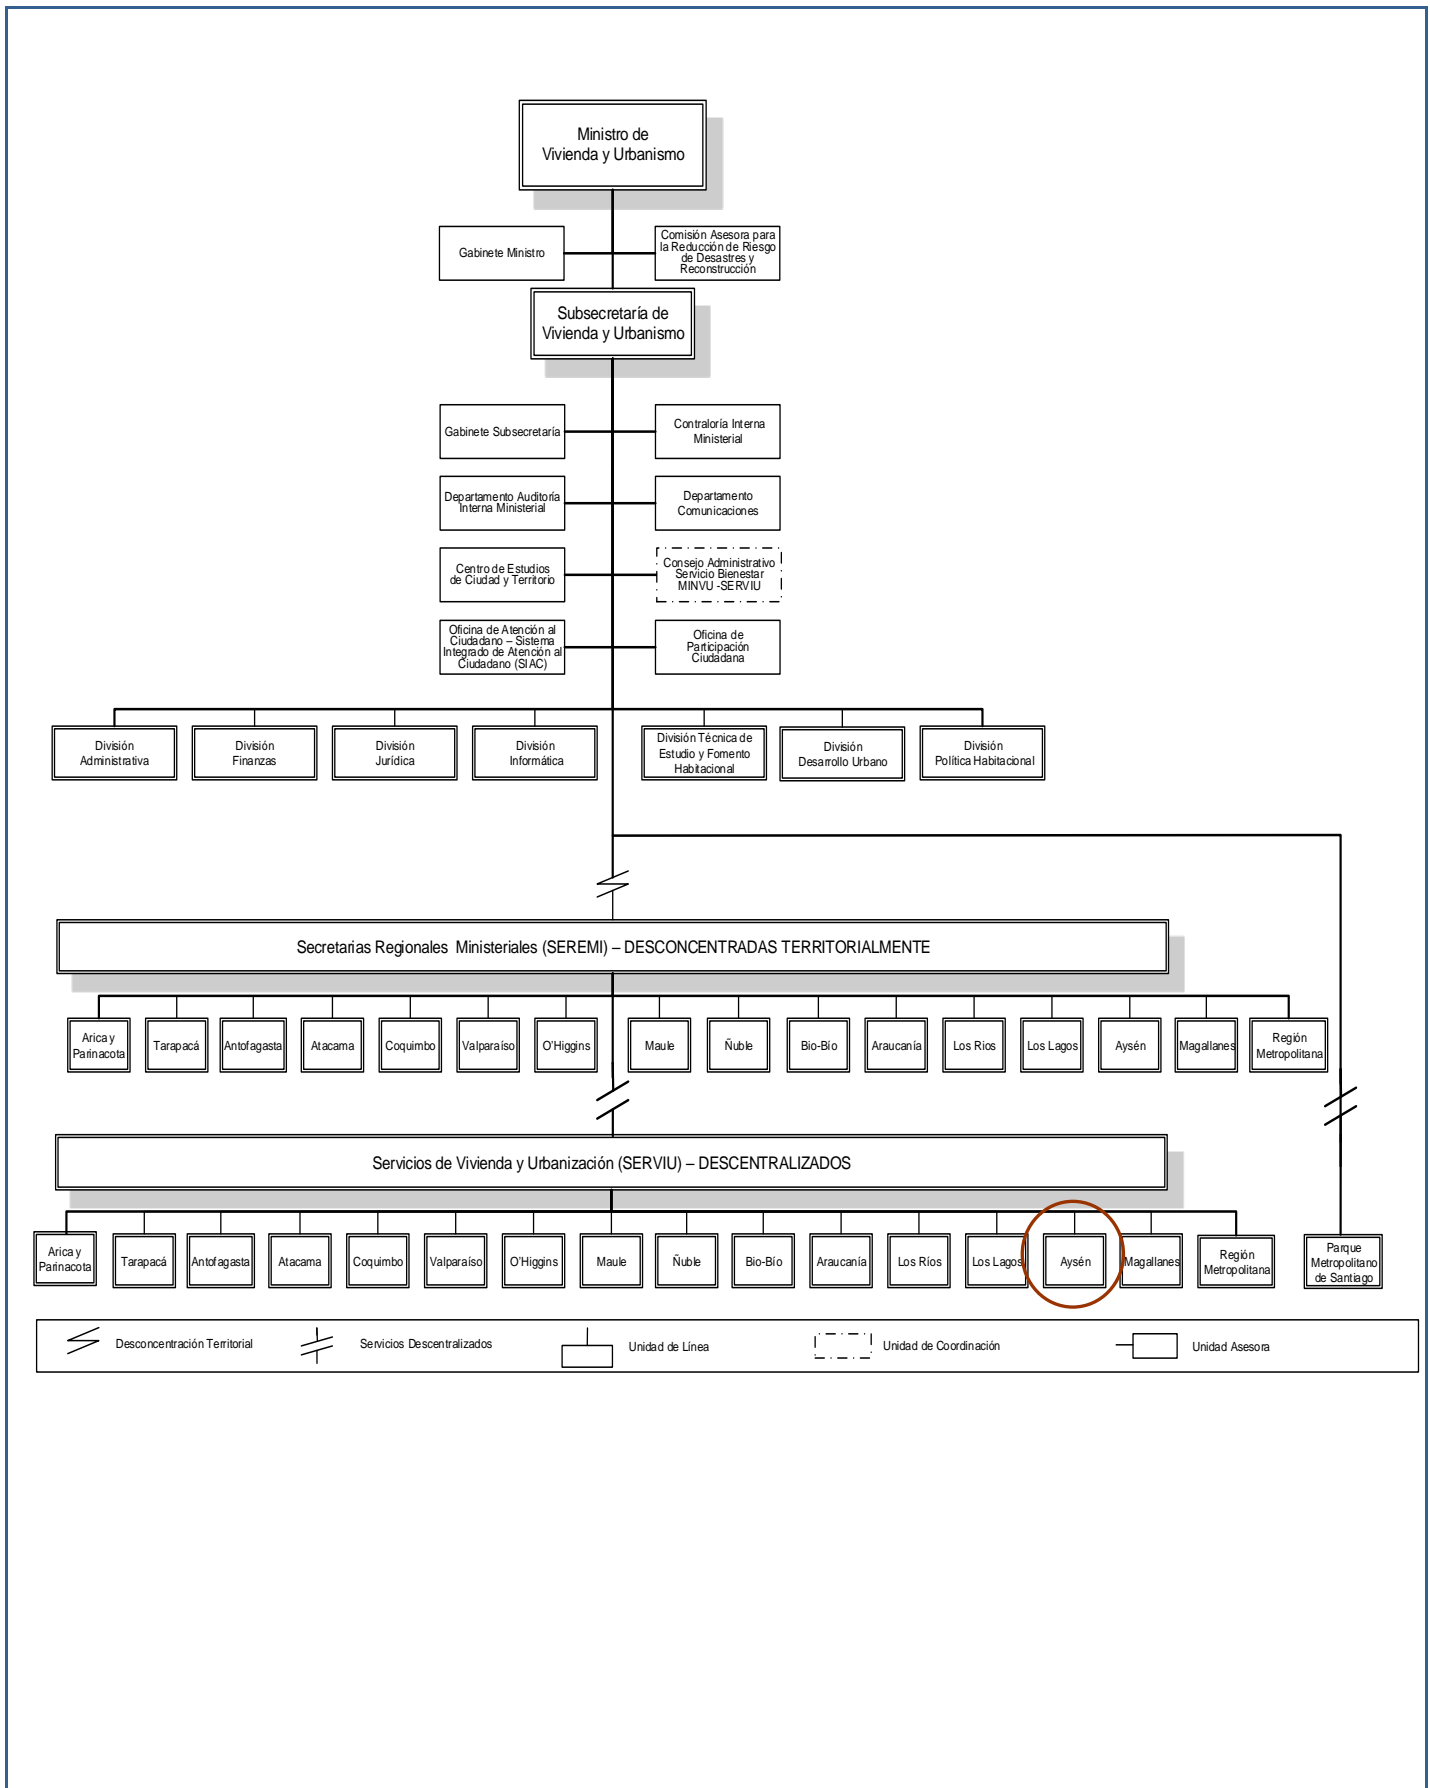 Ministro de
Vivienda y Urbanismo
Gabinete Ministro
Comisión Asesora para
la Reducción de Riesgo
de Desastres y
Reconstrucción
Subsecretaría de
Vivienda y Urbanismo
Gabinete Subsecretaría
Contraloría Interna
Ministerial
Departamento Auditoría
Interna Ministerial
Departamento
Comunicaciones
Centro de Estudios
de Ciudad y Territorio
Consejo Administrativo
Servicio Bienestar
MINVU -SERVIU
Oficina de Atención al
Ciudadano – Sistema
Integrado de Atención al
Ciudadano (SIAC)
Oficina de
Participación
Ciudadana
División
Administrativa
División
Finanzas
División
Jurídica
División
Informática
División Técnica de
Estudio y Fomento
Habitacional
División
Desarrollo Urbano
División
Política Habitacional
Secretarias Regionales Ministeriales (SEREMI) – DESCONCENTRADAS TERRITORIALMENTE
Arica y
Parinacota
Tarapacá
Antofagasta
Atacama
Coquimbo
Valparaíso
O'Higgins
Maule
Ñuble
Bio-Bío
Araucanía
Los Rios
Los Lagos
Aysén
Magallanes
Región
Metropolitana
Servicios de Vivienda y Urbanización (SERVIU) – DESCENTRALIZADOS
Arica y
Parinacota
Tarapacá
Antofagasta
Atacama
Coquimbo
Valparaíso
O'Higgins
Maule
Ñuble
Bio-Bío
Araucanía
Los Ríos
Los Lagos
Aysén
Magallanes
Región
Metropolitana
Parque
Metropolitano
de Santiago
Desconcentración Territorial
Servicios Descentralizados
Unidad de Línea
Unidad de Coordinación
Unidad Asesora